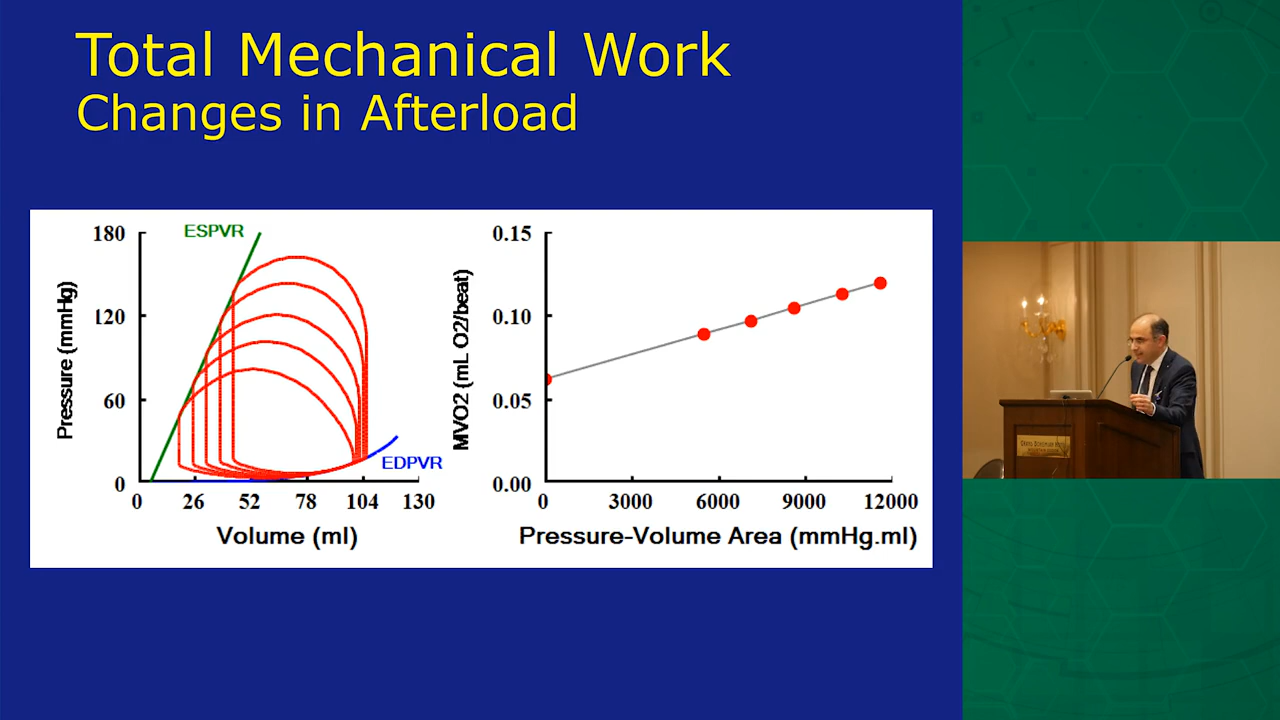 Total Mechanical Work
Changes in Afterload
180
120
60
0
Pressure (mmHg)
ESPVR
EDPVR
0 26 52 78 104 130
Volume (ml)
0.15
0.10
0.05
0.00
MVO2 (mL O2/beat)
0 3000 6000 9000 12000
Pressure-Volume Area (mmHg.ml)